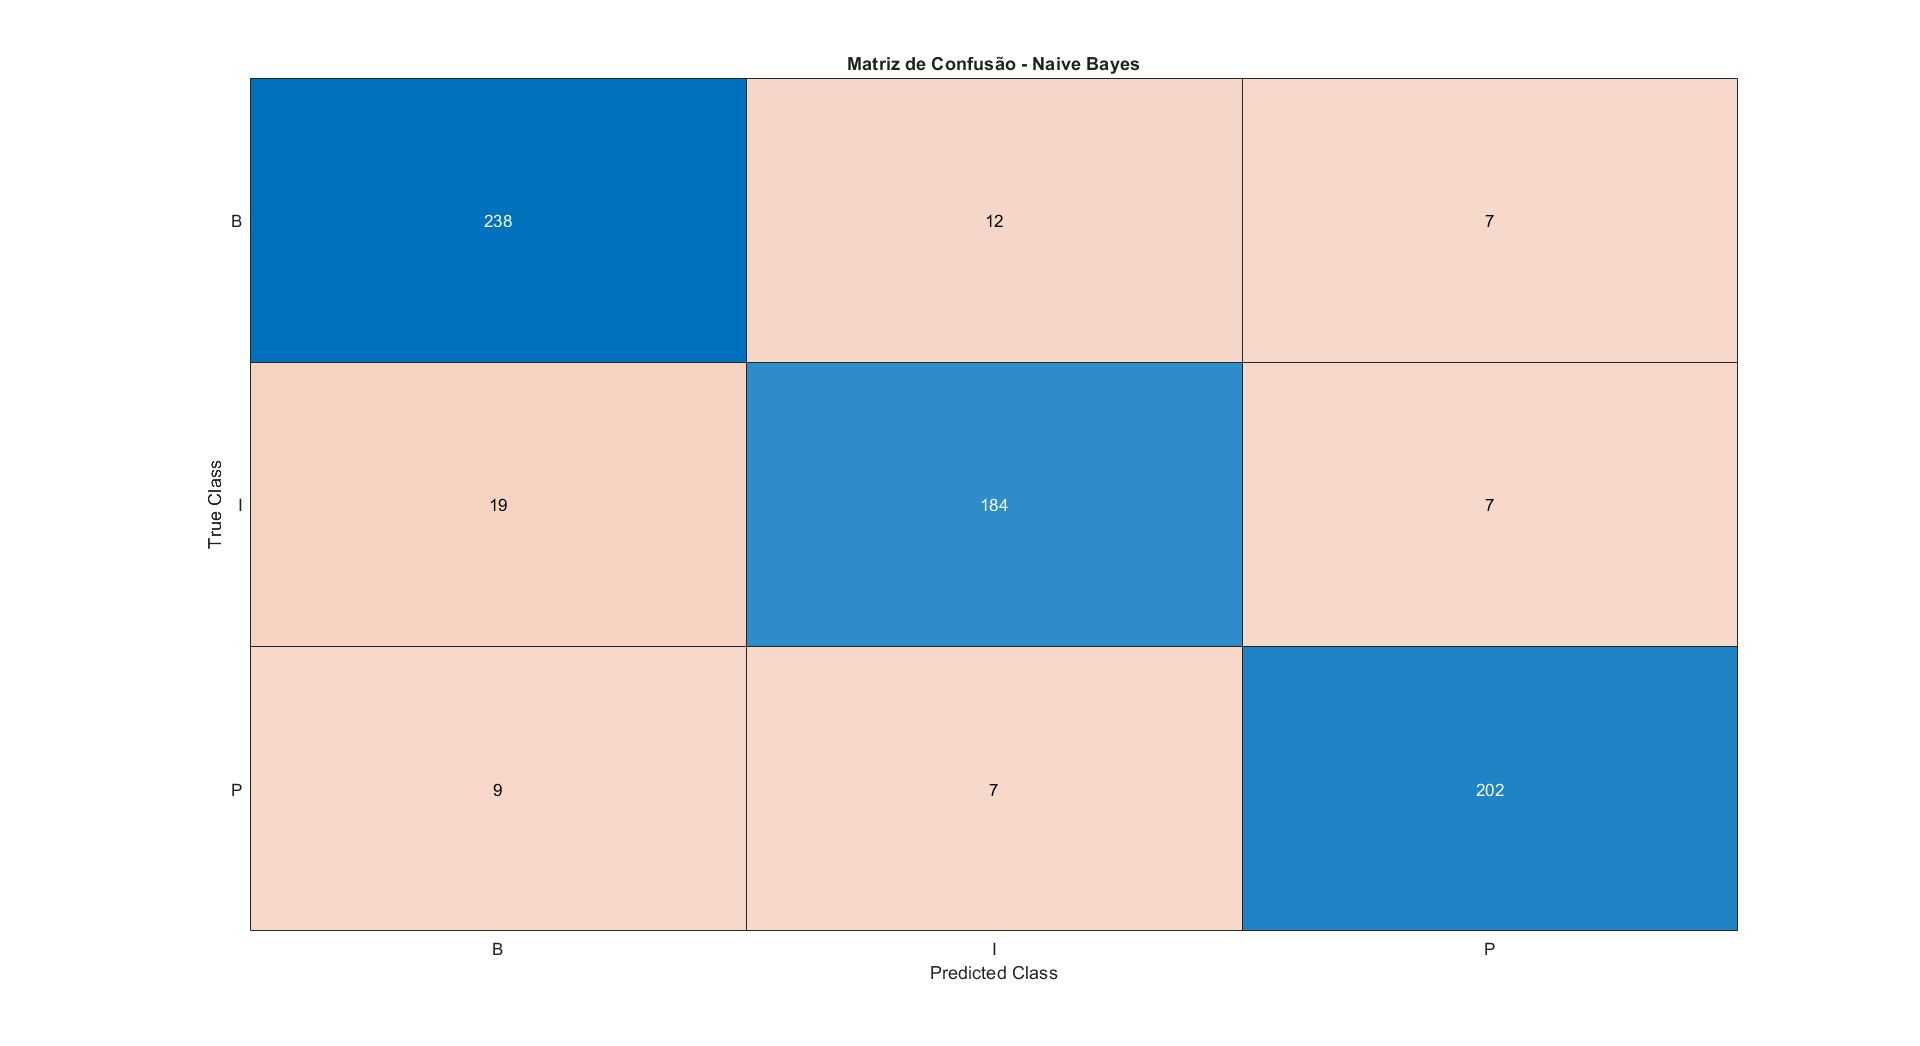 Matriz de Confusão - Naive Bayes
B 238 12 7
I 19 184 7
P 9 7 202
B I P
True Class
Predicted Class